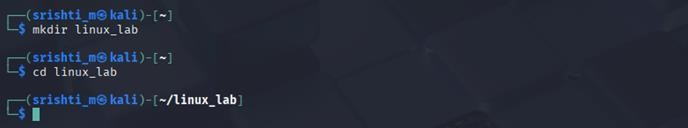 ┌──(srishti_m㉿kali)-[~]
└─$ mkdir linux_lab
┌──(srishti_m㉿kali)-[~]
└─$ cd linux_lab
┌──(srishti_m㉿kali)-[~/linux_lab]
└─$